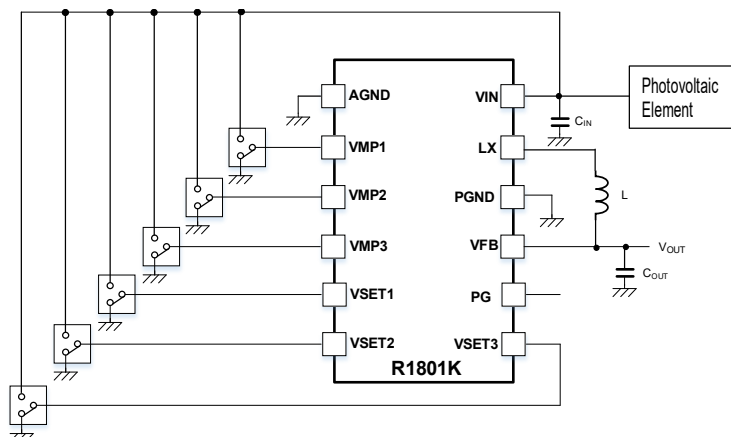 AGND
VMP1
VMP2
VMP3
VSET1
VSET2
VIN
LX
PGND
VFB
PG
VSET3
R1801K
CIN
L
VOUT
COUT
Photovoltaic
Element